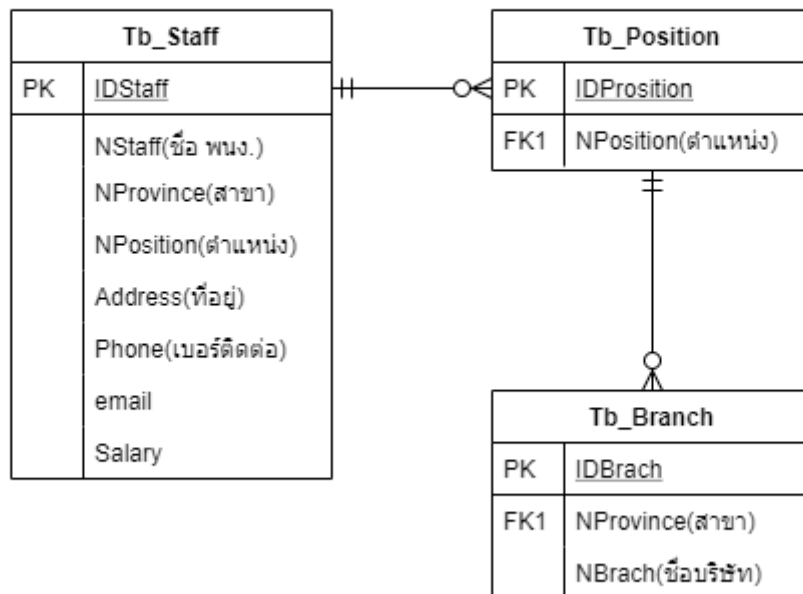 Tb_Staff
PK IDStaff
NStaff(ชื่อ พนง.)
NProvince(สาขา)
NPosition(ตำแหน่ง)
Address(ที่อยู่)
Phone(เบอร์ติดต่อ)
email
Salary
Tb_Position
PK IDProsition
FK1 NPosition(ตำแหน่ง)
Tb_Branch
PK IDBrach
FK1 NProvince(สาขา)
NBrach(ชื่อบริษัท)